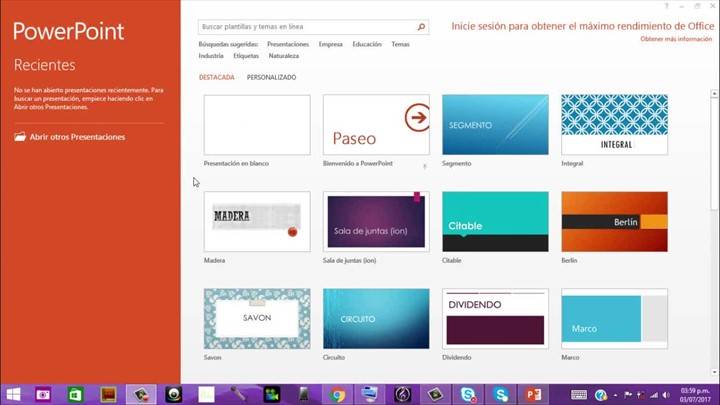 PowerPoint
Recientes
No se han abierto presentaciones recientemente. Para
buscar un presentación, empiece haciendo clic en
Abrir otros Presentaciones.
Abrir otros Presentaciones
Buscar plantillas y temas en línea
Búsquedas sugeridas: Presentaciones Empresa Educación Temas
Industria Etiquetas Naturaleza
Inicie sesión para obtener el máximo rendimiento de Office
Obtener más información
DESTACADA PERSONALIZADO
Paseo
SEGMENTO
INTEGRAL
Presentación en blanco
Bienvenido a PowerPoint
Segmento
Integral
MADERA
Sala de juntas (ion)
Citable
Berlín
Madera
Sala de juntas (ion)
Citable
Berlín
SAVON
CIRCUITO
DIVIDENDO
Marco
Savon
Circuito
Dividendo
Marco
03:59 p.m.
03/07/2017